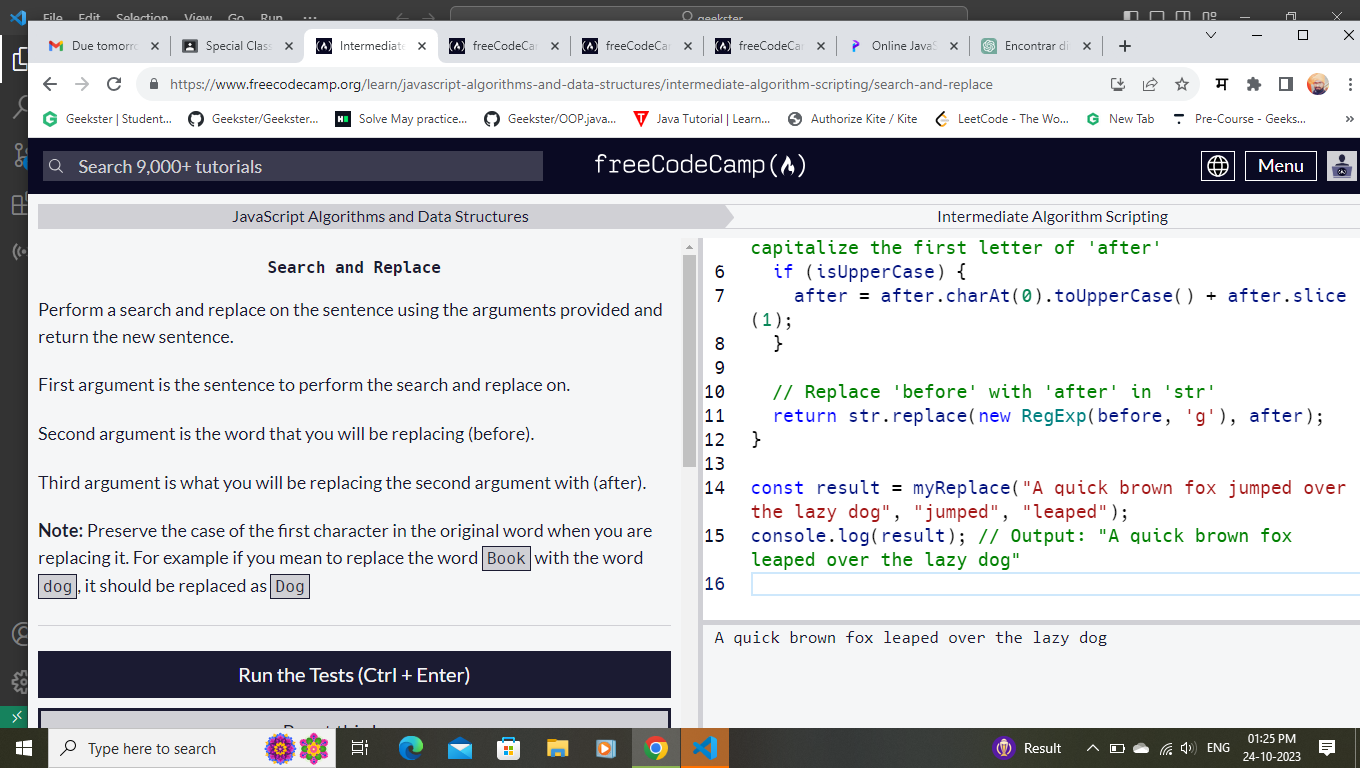 File Edit Selection View Go Run ... geekster
Due tomorro Special Clas Intermediate freeCodeCa freeCodeCa freeCodeCa Online JavaS Encontrar di
https://www.freecodecamp.org/learn/javascript-algorithms-and-data-structures/intermediate-algorithm-scripting/search-and-replace
Geekster | Student... Geekster/Geekster... Solve May practice... Geekster/OOP.java... Java Tutorial | Learn... Authorize Kite / Kite LeetCode - The Wo... New Tab Pre-Course - Geeks... »
Search 9,000+ tutorials freeCodeCamp Menu
JavaScript Algorithms and Data Structures Intermediate Algorithm Scripting
Search and Replace
Perform a search and replace on the sentence using the arguments provided and
return the new sentence.
First argument is the sentence to perform the search and replace on.
Second argument is the word that you will be replacing (before).
Third argument is what you will be replacing the second argument with (after).
Note: Preserve the case of the first character in the original word when you are
replacing it. For example if you mean to replace the word Book with the word
dog, it should be replaced as Dog
Run the Tests (Ctrl + Enter)
capitalize the first letter of 'after'
6 if (isUpperCase) {
7 after = after.charAt(0).toUpperCase() + after.slice
(1);
8 }
9
10 // Replace 'before' with 'after' in 'str'
11 return str.replace(new RegExp(before, 'g'), after);
12 }
13
14 const result = myReplace("A quick brown fox jumped over
the lazy dog", "jumped", "leaped");
15 console.log(result); // Output: "A quick brown fox
leaped over the lazy dog"
16
A quick brown fox leaped over the lazy dog
Type here to search Result ENG 01:25 PM
24-10-2023